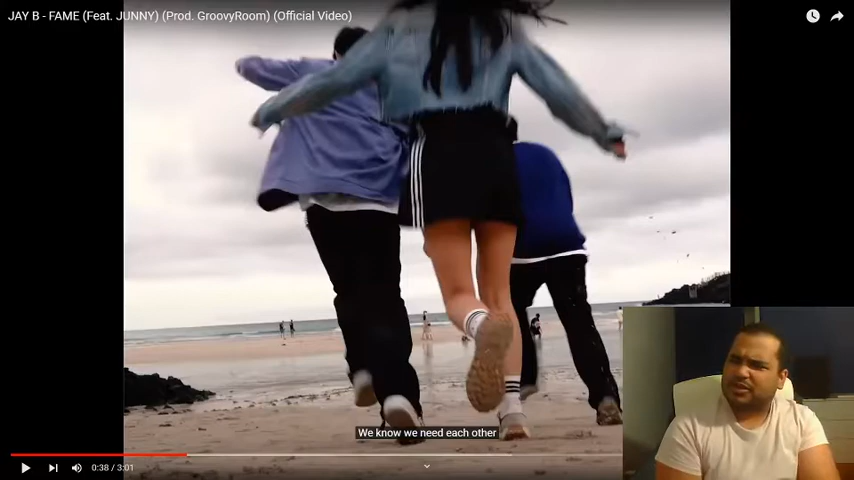 JAY B - FAME (Feat. JUNNY) (Prod. GroovyRoom) (Official Video)
We know we need each other
0:38 / 3:01